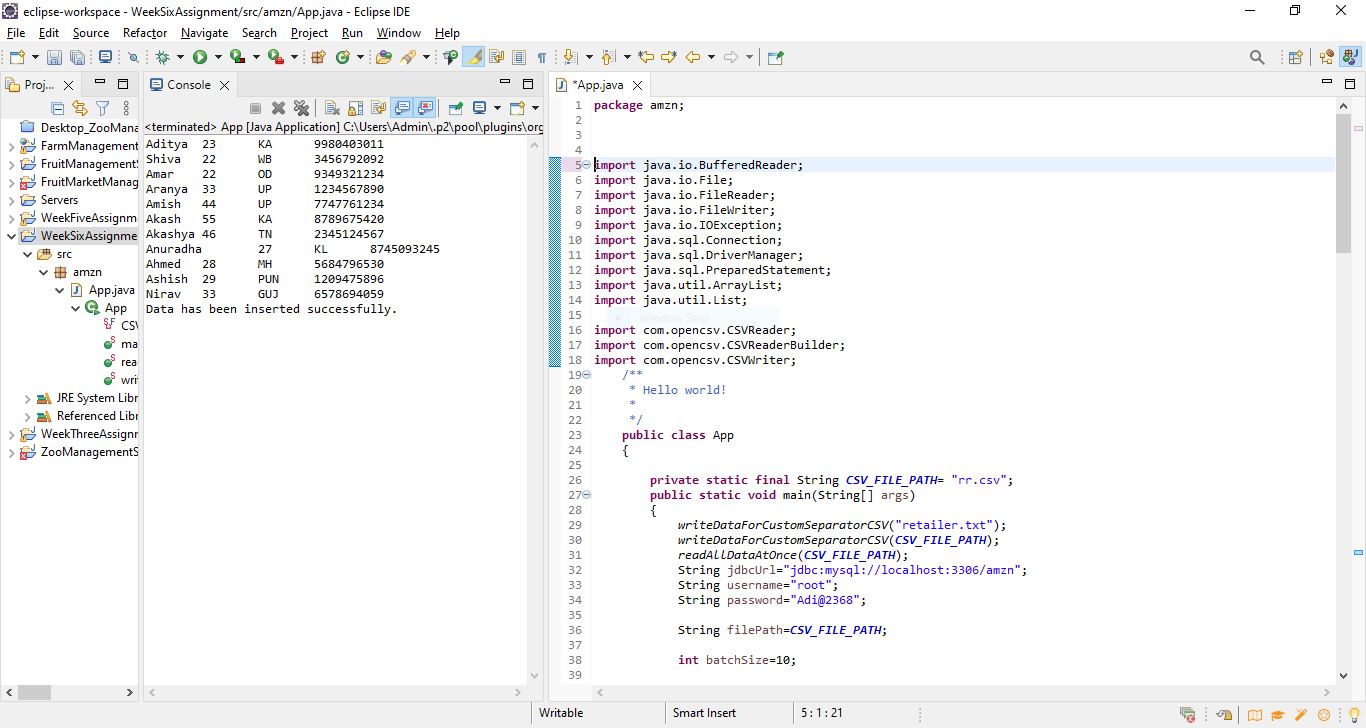 eclipse-workspace - WeekSixAssignment/src/amzn/App.java - Eclipse IDE
File Edit Source Refactor Navigate Search Project Run Window Help
Proj...
Desktop_ZooMana
FarmManagement
FruitManagementS
FruitMarketManag
Servers
WeekFiveAssignm
WeekSixAssignme
src
amzn
App.java
App
CSV
ma
rea
wri
JRE System Libr
Referenced Libr
WeekThreeAssignr
ZooManagementS
Console
<terminated> App [Java Application] C:\Users\Admin\.p2\pool\plugins\org
Aditya 23 KA 9980403011
Shiva 22 WB 3456792092
Amar 22 OD 9349321234
Aranya 33 UP 1234567890
Amish 44 UP 7747761234
Akash 55 KA 8789675420
Akashya 46 TN 2345124567
Anuradha 27 KL 8745093245
Ahmed 28 MH 5684796530
Ashish 29 PUN 1209475896
Nirav 33 GUJ 6578694059
Data has been inserted successfully.
*App.java
1 package amzn;
2
3
4
5 import java.io.BufferedReader;
6 import java.io.File;
7 import java.io.FileReader;
8 import java.io.FileWriter;
9 import java.io.IOException;
10 import java.sql.Connection;
11 import java.sql.DriverManager;
12 import java.sql.PreparedStatement;
13 import java.util.ArrayList;
14 import java.util.List;
15
Window Snip
16 import com.opencsv.CSVReader;
17 import com.opencsv.CSVReaderBuilder;
18 import com.opencsv.CSVWriter;
19 /**
20 * Hello world!
21 *
22 */
23 public class App
24 {
25
26 private static final String CSV_FILE_PATH= "rr.csv";
27 public static void main(String[] args)
28 {
29 writeDataForCustomSeparatorCSV("retailer.txt");
30 writeDataForCustomSeparatorCSV(CSV_FILE_PATH);
31 readAllDataAtOnce(CSV_FILE_PATH);
32 String jdbcUrl="jdbc:mysql://localhost:3306/amzn";
33 String username="root";
34 String password="Adi@2368";
35
36 String filePath=CSV_FILE_PATH;
37
38 int batchSize=10;
39
Writable Smart Insert 5 : 1 : 21